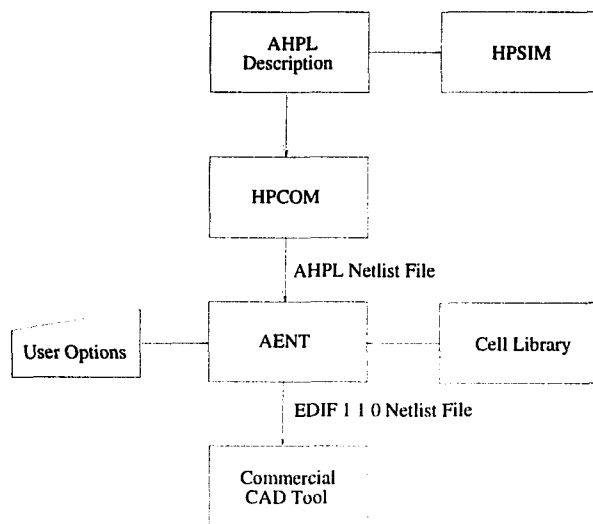 AHPL
Description
HPSIM
HPCOM
AHPL Netlist File
User Options
AENT
Cell Library
EDIF 1 1 0 Netlist File
Commercial
CAD Tool